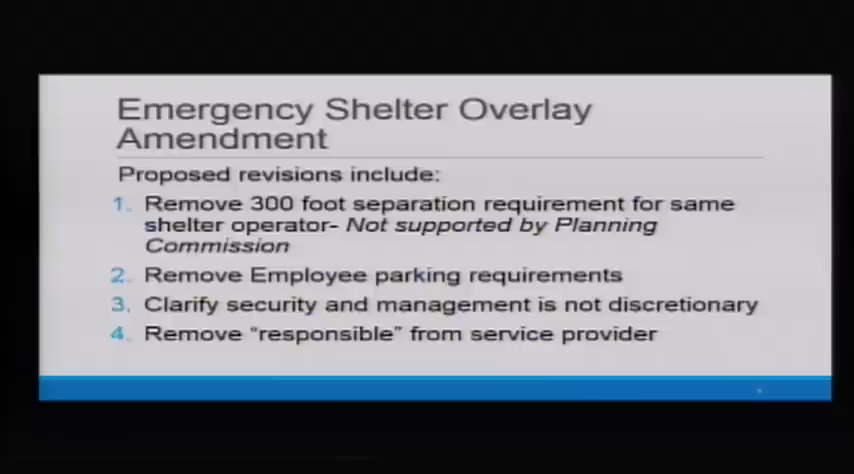 Emergency Shelter Overlay
Amendment
Proposed revisions include:
1. Remove 300 foot separation requirement for same
shelter operator- Not supported by Planning
Commission
2. Remove Employee parking requirements
3. Clarify security and management is not discretionary
4. Remove “responsible” from service provider